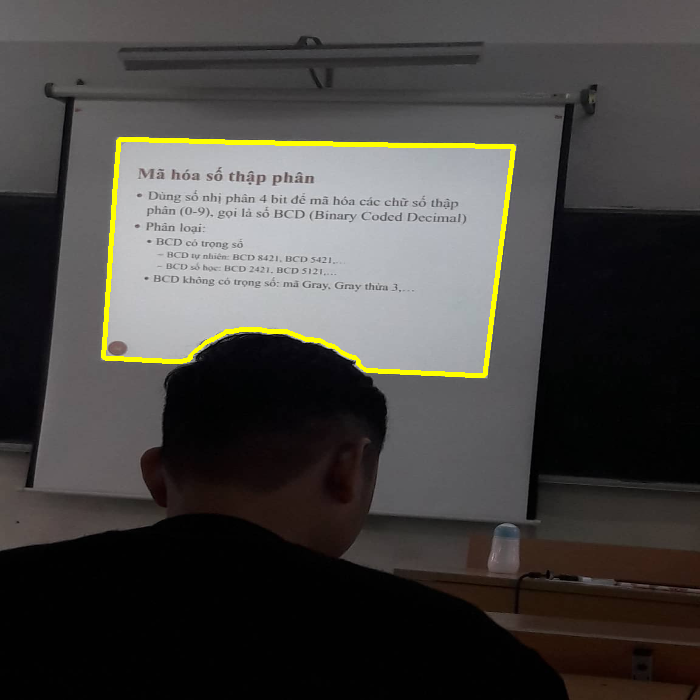 Mã hóa số thập phân
• Dùng số nhị phân 4 bit để mã hóa các chữ số thập
phân (0-9), gọi là số BCD (Binary Coded Decimal)
• Phân loại:
• BCD có trọng số
– BCD tự nhiên: BCD 8421, BCD 5421,…
– BCD số học: BCD 2421, BCD 5121,…
• BCD không có trọng số: mã Gray, Gray thừa 3,…